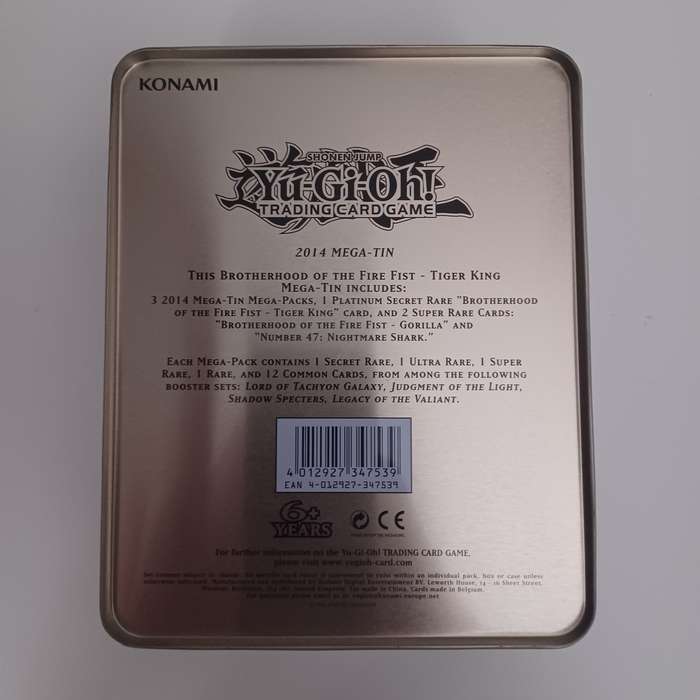 KONAMI
遊戯王
SHONEN JUMP
Yu-Gi-Oh!
TRADING CARD GAME
2014 MEGA-TIN
THIS BROTHERHOOD OF THE FIRE FIST - TIGER KING
MEGA-TIN INCLUDES:
3 2014 MEGA-TIN MEGA-PACKS, 1 PLATINUM SECRET RARE "BROTHERHOOD
OF THE FIRE FIST - TIGER KING" CARD, AND 2 SUPER RARE CARDS:
"BROTHERHOOD OF THE FIRE FIST - GORILLA" AND
"NUMBER 47: NIGHTMARE SHARK."
EACH MEGA-PACK CONTAINS 1 SECRET RARE, 1 ULTRA RARE, 1 SUPER
RARE, 1 RARE, AND 12 COMMON CARDS, FROM AMONG THE FOLLOWING
BOOSTER SETS: LORD OF TACHYON GALAXY, JUDGMENT OF THE LIGHT,
SHADOW SPECTERS, LEGACY OF THE VALIANT.
4 012927 347539
EAN 4-012927-347539
6+
YEARS
CE
For further information on the Yu-Gi-Oh! TRADING CARD GAME,
please visit www.yugioh-card.com